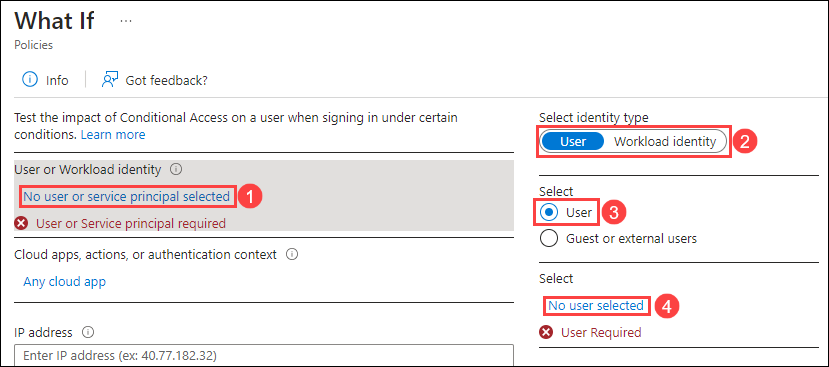 What If ...
Policies
Info
Got feedback?
Test the impact of Conditional Access on a user when signing in under certain
conditions. Learn more
User or Workload identity
No user or service principal selected
1
User or Service principal required
Cloud apps, actions, or authentication context
Any cloud app
IP address
Enter IP address (ex: 40.77.182.32)
Select identity type
User
Workload identity
2
Select
User
3
Guest or external users
Select
No user selected
4
User Required